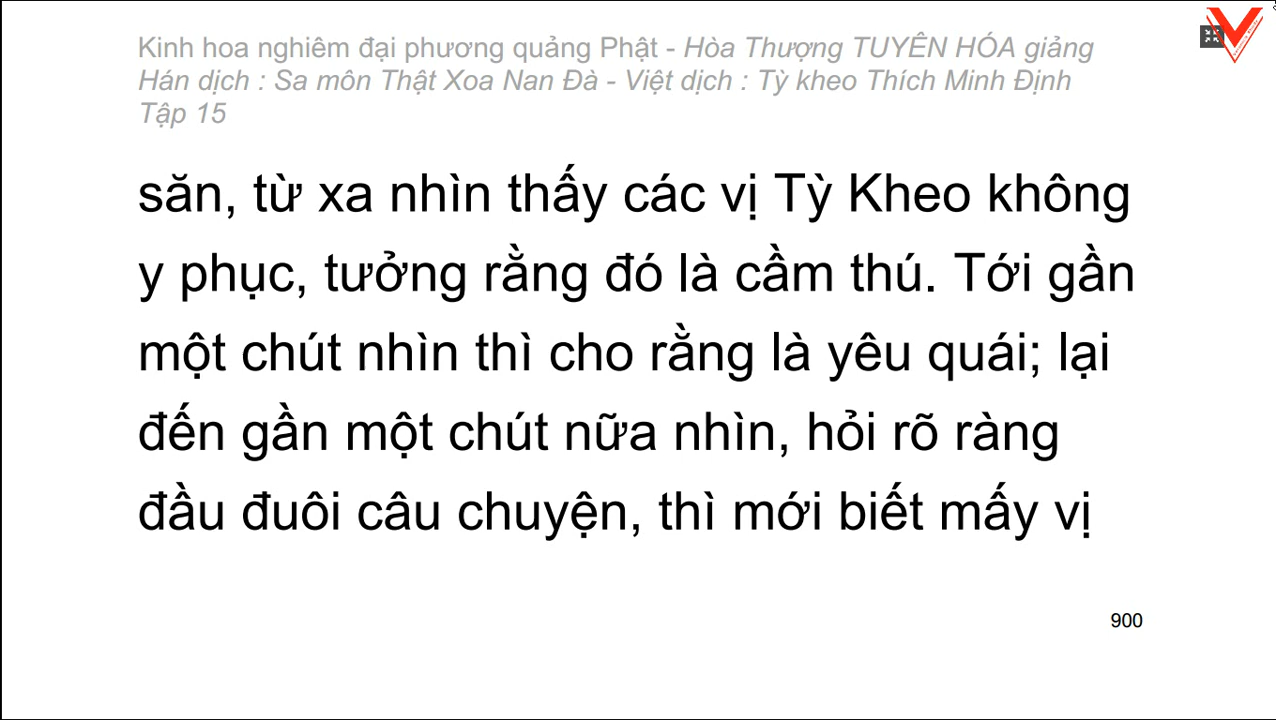 Kinh hoa nghiêm đại phương quảng Phật - Hòa Thượng TUYÊN HÓA giảng
Hán dịch : Sa môn Thật Xoa Nan Đà - Việt dịch : Tỳ kheo Thích Minh Định
Tập 15
săn, từ xa nhìn thấy các vị Tỳ Kheo không
y phục, tưởng rằng đó là cầm thú. Tới gần
một chút nhìn thì cho rằng là yêu quái; lại
đến gần một chút nữa nhìn, hỏi rõ ràng
đầu đuôi câu chuyện, thì mới biết mấy vị
900